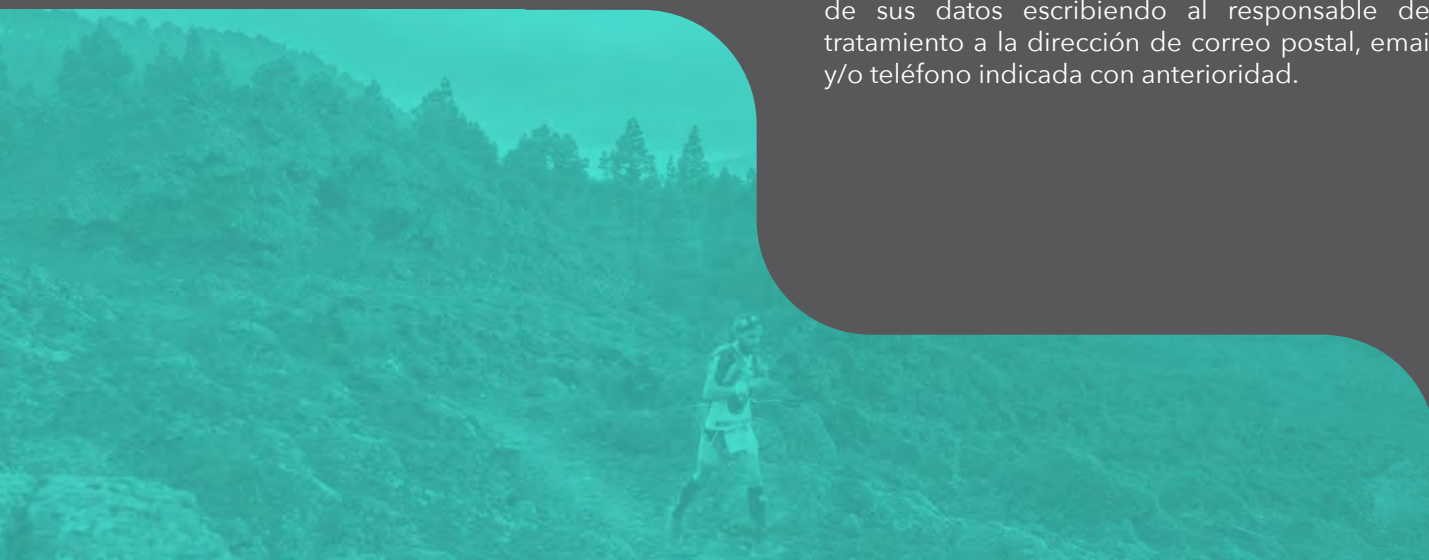 de sus datos escribiendo al responsable de
tratamiento a la dirección de correo postal, emai
y/o teléfono indicada con anterioridad.